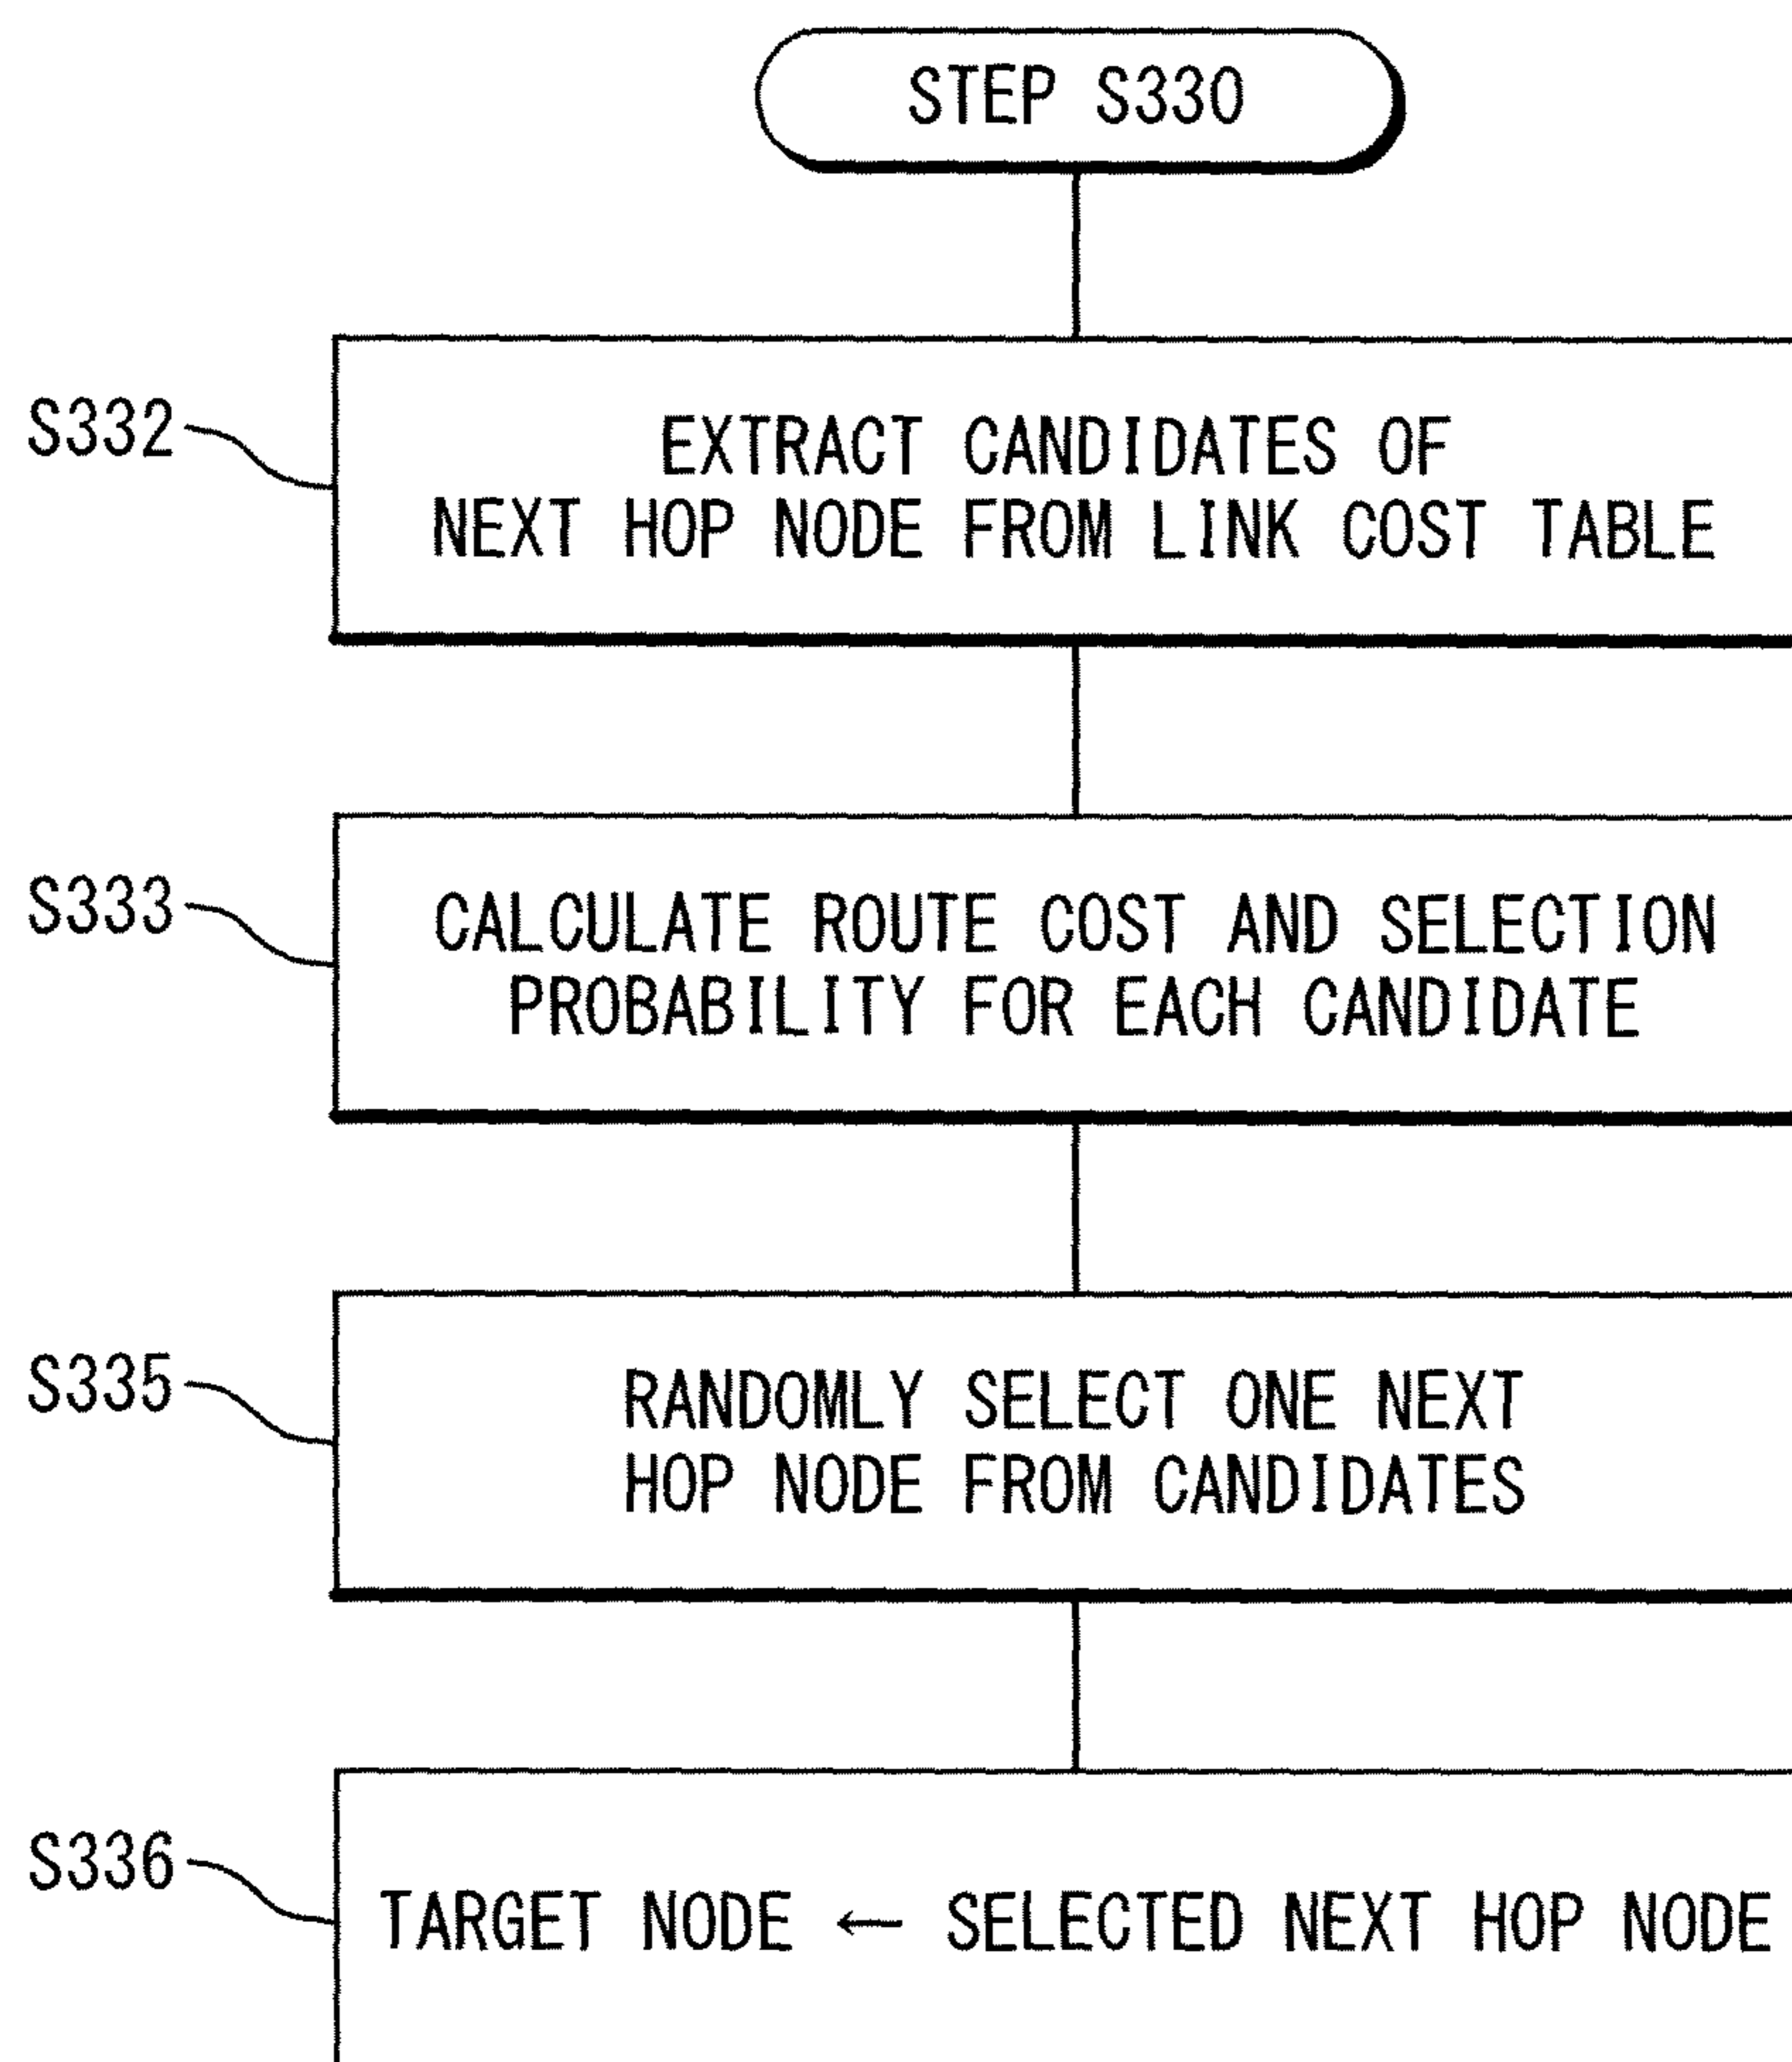 STEP S330
S332
EXTRACT CANDIDATES OF
NEXT HOP NODE FROM LINK COST TABLE
S333
CALCULATE ROUTE COST AND SELECTION
PROBABILITY FOR EACH CANDIDATE
S335
RANDOMLY SELECT ONE NEXT
HOP NODE FROM CANDIDATES
S336
TARGET NODE ← SELECTED NEXT HOP NODE